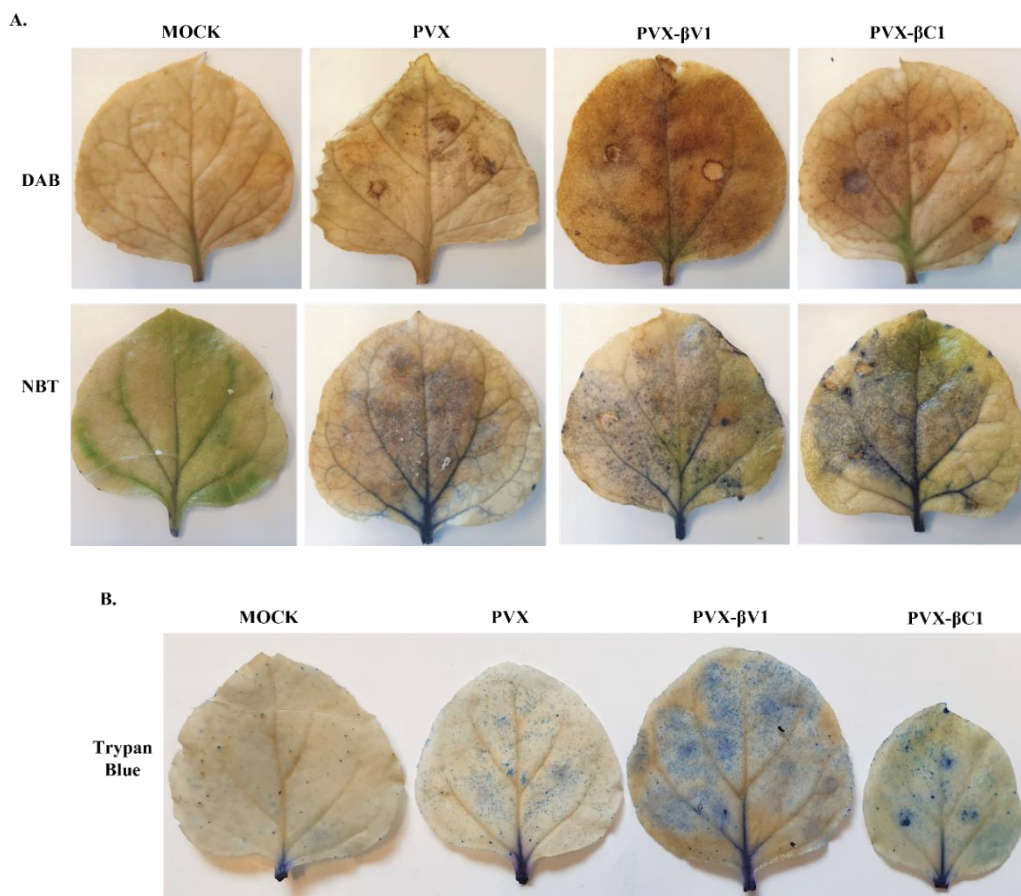 A.
MOCK PVX PVX-βV1 PVX-βC1
DAB
NBT
B.
MOCK PVX PVX-βV1 PVX-βC1
Trypan
Blue